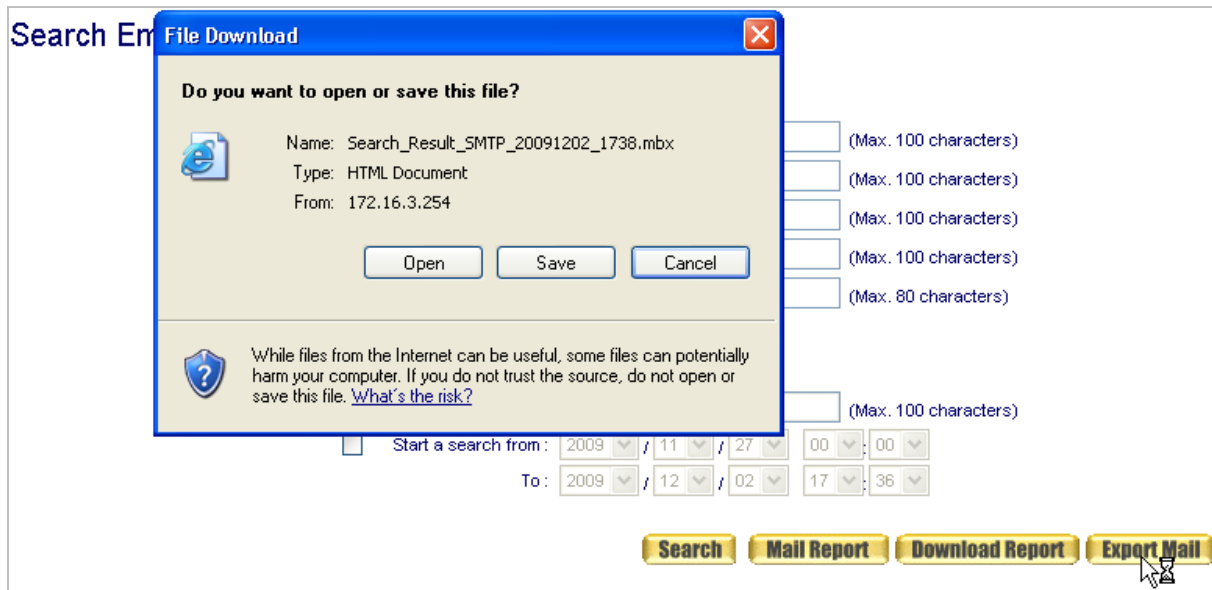 Search Em
File Download
Do you want to open or save this file?
Name: Search_Result_SMTP_20091202_1738.mbx
Type: HTML Document
From: 172.16.3.254
Open Save Cancel
While files from the Internet can be useful, some files can potentially
harm your computer. If you do not trust the source, do not open or
save this file. What's the risk?
(Max. 100 characters)
(Max. 100 characters)
(Max. 100 characters)
(Max. 100 characters)
(Max. 80 characters)
(Max. 100 characters)
Start a search from : 2009 / 11 / 27 00 : 00
To : 2009 / 12 / 02 17 : 36
Search Mail Report Download Report Export Mail